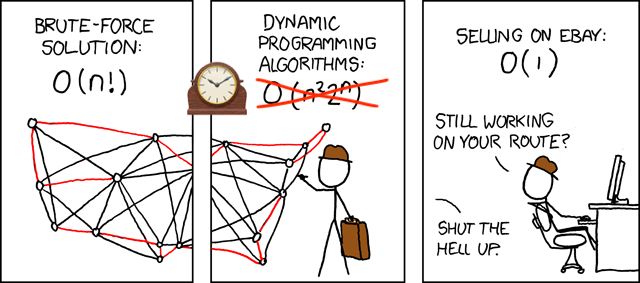 BRUTE-FORCE
SOLUTION:
O(n!)
DYNAMIC
PROGRAMMING
ALGORITHMS:
O(n²2ⁿ)
SELLING ON EBAY:
O(1)
STILL WORKING
ON YOUR ROUTE?
SHUT THE
HELL UP.